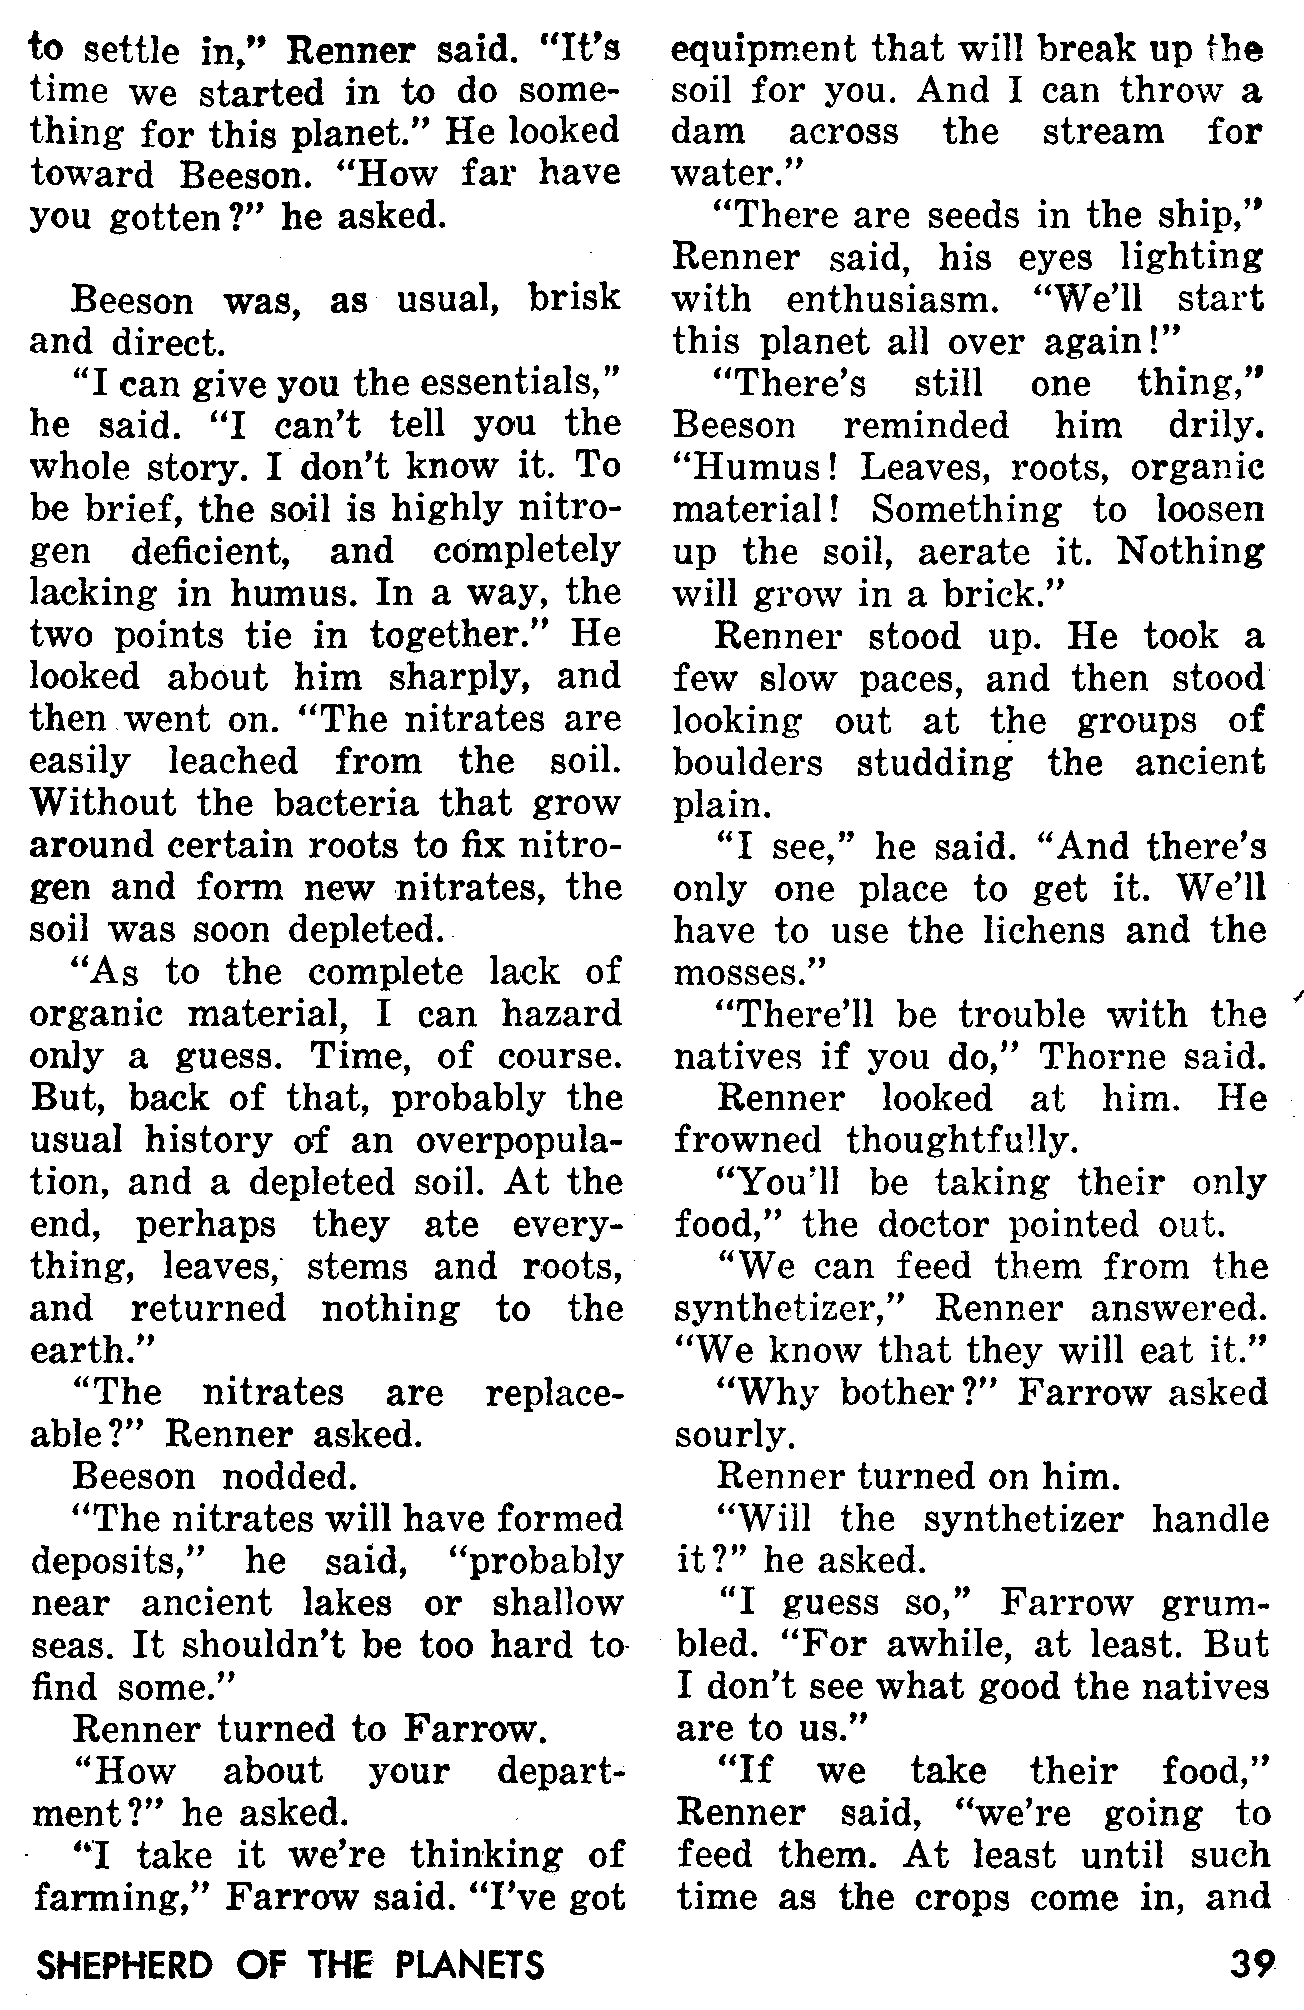 to settle in,” Renner said. “It’s
time we started in to do some-
thing for this planet.” He looked
toward Beeson. “How far have
you gotten?” he asked.
Beeson was, as usual, brisk
and direct.
“I can give you the essentials,”
he said. “I can’t tell you the
whole story. I don’t know it. To
be brief, the soil is highly nitro-
gen deficient, and completely
lacking in humus. In a way, the
two points tie in together.” He
looked about him sharply, and
then went on. “The nitrates are
easily leached from the soil.
Without the bacteria that grow
around certain roots to fix nitro-
gen and form new nitrates, the
soil was soon depleted.
“As to the complete lack of
organic material, I can hazard
only a guess. Time, of course.
But, back of that, probably the
usual history of an overpopula-
tion, and a depleted soil. At the
end, perhaps they ate every-
thing, leaves, stems and roots,
and returned nothing to the
earth.”
“The nitrates are replace-
able?” Renner asked.
Beeson nodded.
“The nitrates will have formed
deposits,” he said, “probably
near ancient lakes or shallow
seas. It shouldn’t be too hard to
find some.”
Renner turned to Farrow.
“How about your depart-
ment?” he asked.
“I take it we’re thinking of
farming,” Farrow said. “I’ve got
equipment that will break up the
soil for you. And I can throw a
dam across the stream for
water.”
“There are seeds in the ship,”
Renner said, his eyes lighting
with enthusiasm. “We’ll start
this planet all over again!”
“There’s still one thing,”
Beeson reminded him drily.
“Humus! Leaves, roots, organic
material! Something to loosen
up the soil, aerate it. Nothing
will grow in a brick.”
Renner stood up. He took a
few slow paces, and then stood
looking out at the groups of
boulders studding the ancient
plain.
“I see,” he said. “And there’s
only one place to get it. We’ll
have to use the lichens and the
mosses.”
“There’ll be trouble with the
natives if you do,” Thorne said.
Renner looked at him. He
frowned thoughtfully.
“You’ll be taking their only
food,” the doctor pointed out.
“We can feed them from the
synthetizer,” Renner answered.
“We know that they will eat it.”
“Why bother?” Farrow asked
sourly.
Renner turned on him.
“Will the synthetizer handle
it?” he asked.
“I guess so,” Farrow grum-
bled. “For awhile, at least. But
I don’t see what good the natives
are to us.”
“If we take their food,”
Renner said, “we’re going to
feed them. At least until such
time as the crops come in, and
SHEPHERD OF THE PLANETS 39